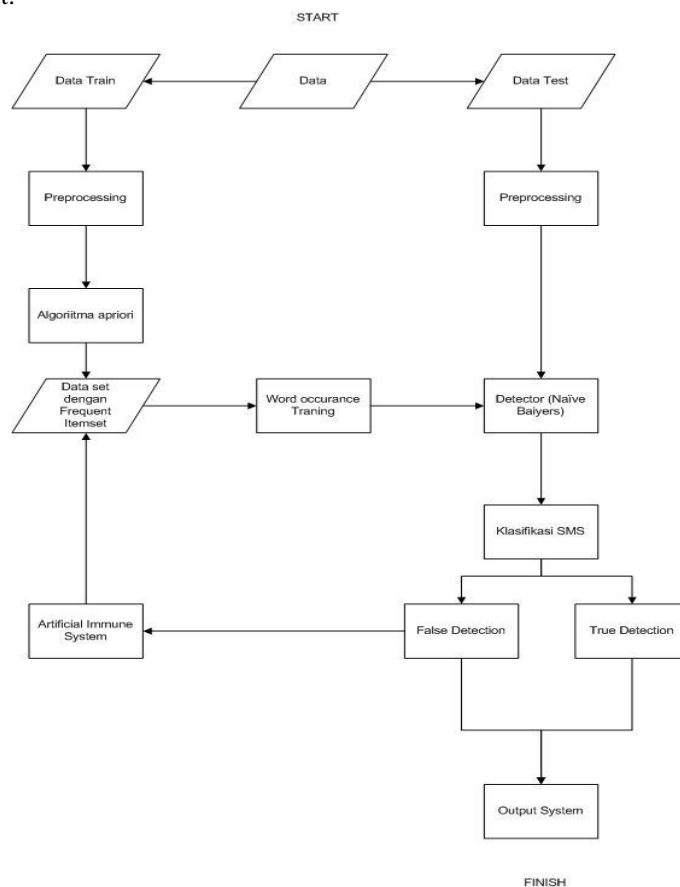 START
Data Train
Data
Data Test
Preprocessing
Preprocessing
Algoriitma apriori
Data set
dengan
Frequent
Itemset
Word occurance
Traning
Detector (Naïve
Baiyers)
Klasifikasi SMS
Artificial Immune
System
False Detection
True Detection
Output System
FINISH